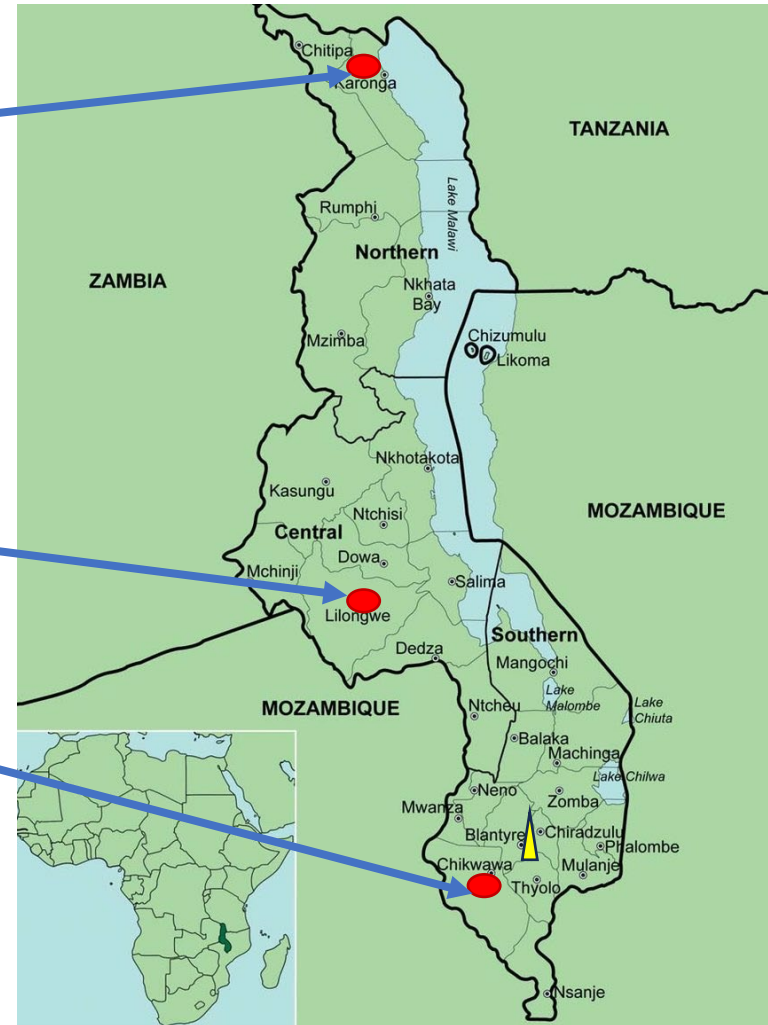 Chitipa
Karonga
TANZANIA
Lake Malawi
Rumphi
Northern
ZAMBIA
Nkhata
Bay
Chizumulu
Mzimba
Likoma
Nkhotakota
Kasungu
Ntchisi
MOZAMBIQUE
Central
Dowa
Mchinji
Salima
Lilongwe
Southern
Dedza
Mangochi
MOZAMBIQUE
Lake
Malombe
Lake
Chiuta
Ntcheu
Balaka
Machinga
Lake Chilwa
Neno
Zomba
Mwanza
Blantyre
Chiradzulu
Phalombe
Chikwawa
Mulanje
Thyolo
Nsanje